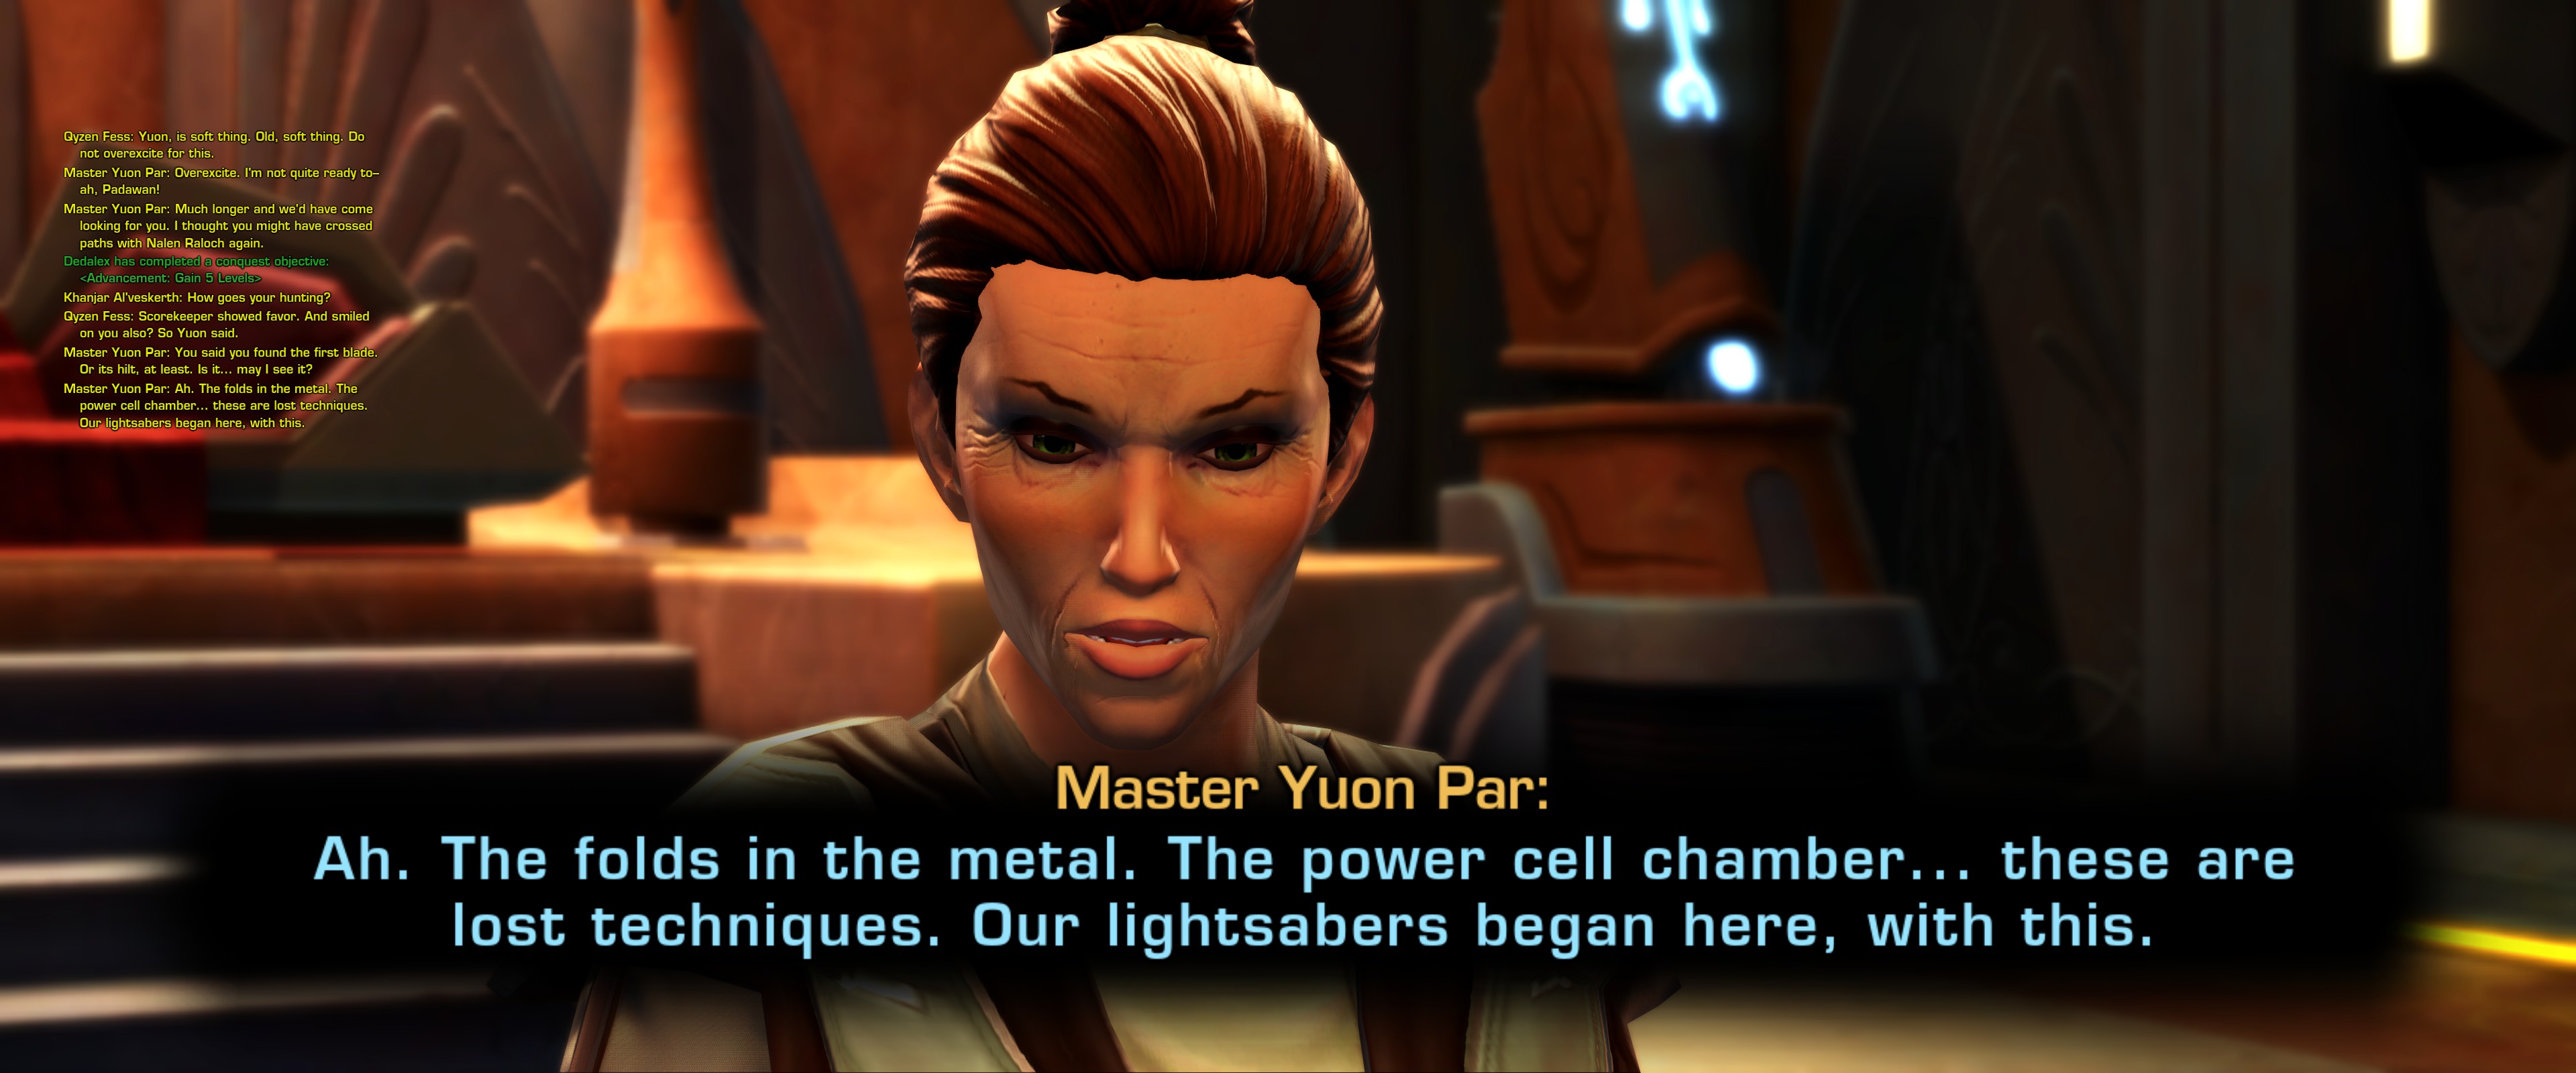 Qyzen Fess: Yuon, is soft thing. Old, soft thing. Do
not overexcite for this.
Master Yuon Par: Overexcite. I'm not quite ready to–
ah, Padawan!
Master Yuon Par: Much longer and we'd have come
looking for you. I thought you might have crossed
paths with Nalen Raloch again.
Dedalex has completed a conquest objective:
<Advancement: Gain 5 Levels>
Khanjar Al'veskerth: How goes your hunting?
Qyzen Fess: Scorekeeper showed favor. And smiled
on you also? So Yuon said.
Master Yuon Par: You said you found the first blade.
Or its hilt, at least. Is it... may I see it?
Master Yuon Par: Ah. The folds in the metal. The
power cell chamber... these are lost techniques.
Our lightsabers began here, with this.
Master Yuon Par:
Ah. The folds in the metal. The power cell chamber... these are
lost techniques. Our lightsabers began here, with this.